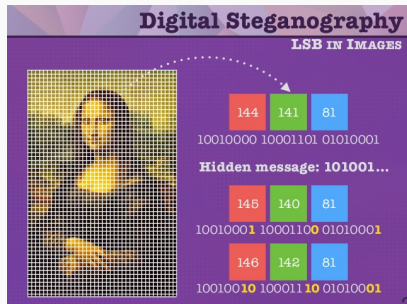 Digital Steganography
LSB in Images
144 141 81
10010000 10001101 01010001
Hidden message: 101001...
145 140 81
10010001 10001100 01010001
146 142 81
10010010 10001110 01010001